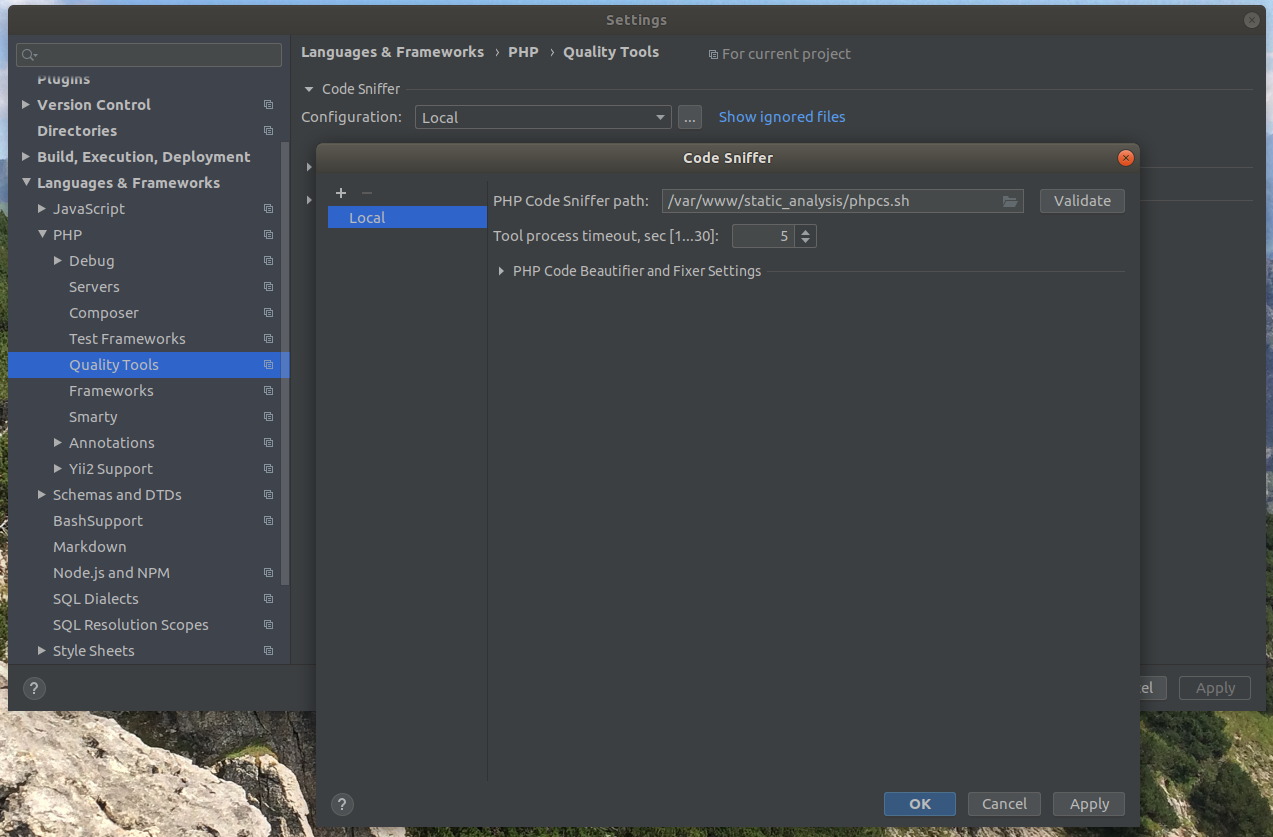 Settings
Plugins
Version Control
Directories
Build, Execution, Deployment
Languages & Frameworks
JavaScript
PHP
Debug
Servers
Composer
Test Frameworks
Quality Tools
Frameworks
Smarty
Annotations
Yii2 Support
Schemas and DTDs
BashSupport
Markdown
Node.js and NPM
SQL Dialects
SQL Resolution Scopes
Style Sheets
?
Languages & Frameworks › PHP › Quality Tools For current project
Code Sniffer
Configuration: Local ... Show ignored files
Code Sniffer
+ −
Local
PHP Code Sniffer path: /var/www/static_analysis/phpcs.sh Validate
Tool process timeout, sec [1...30]: 5
PHP Code Beautifier and Fixer Settings
? OK Cancel Apply
Apply